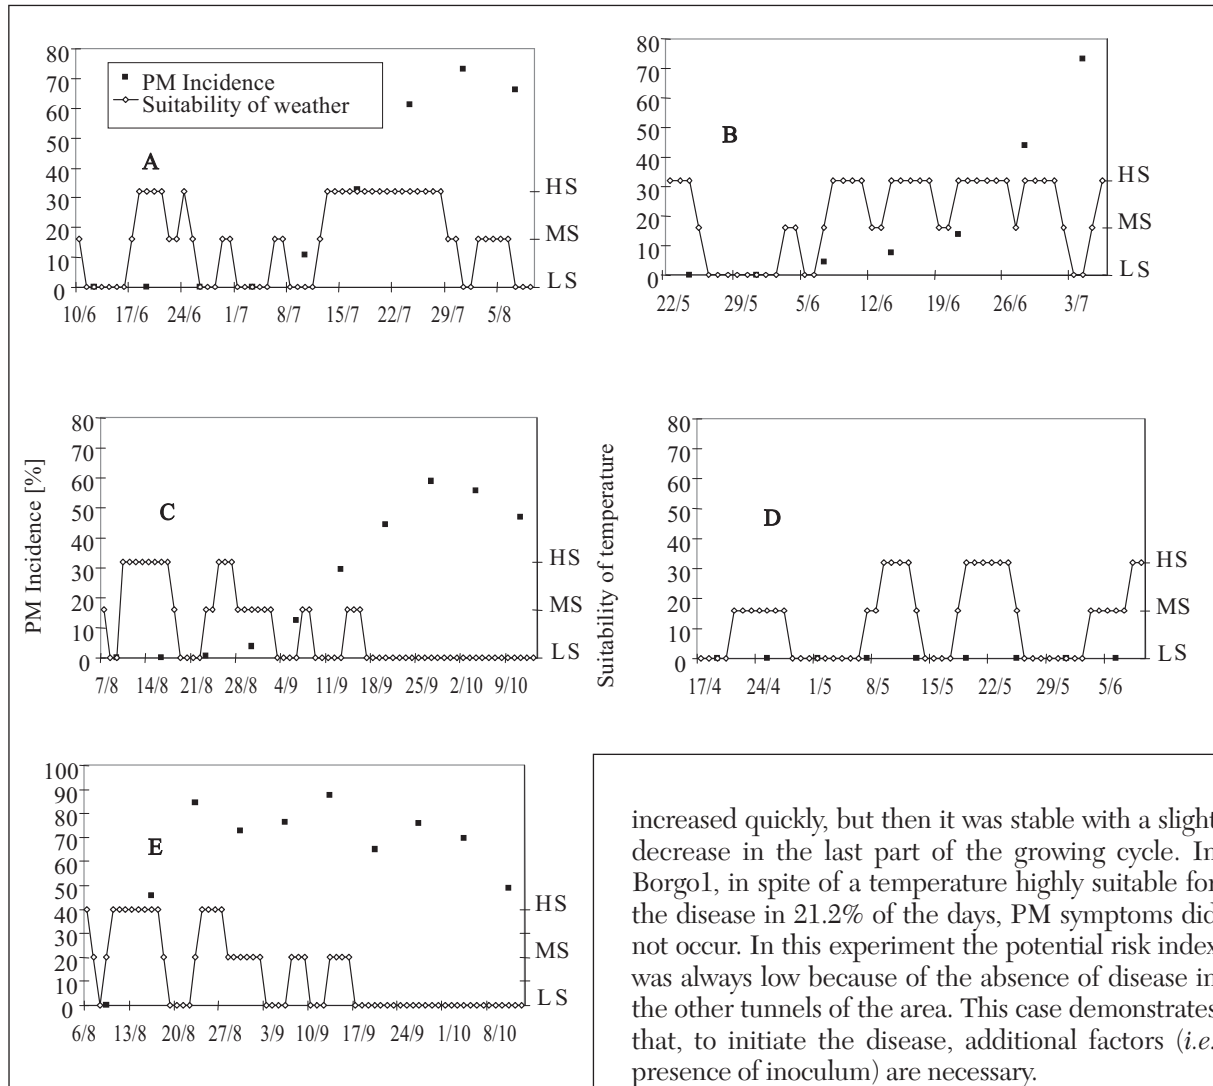 80
70
60
50
40
30
20
10
0
PM Incidence
Suitability of weather
A
HS
MS
LS
10/6 17/6 24/6 1/7 8/7 15/7 22/7 29/7 5/8
80
70
60
50
40
30
20
10
0
B
HS
MS
LS
22/5 29/5 5/6 12/6 19/6 26/6 3/7
PM Incidence [%]
80
70
60
50
40
30
20
10
0
C
HS
MS
LS
7/8 14/8 21/8 28/8 4/9 11/9 18/9 25/9 2/10 9/10
Suitability of temperature
80
70
60
50
40
30
20
10
0
D
HS
MS
LS
17/4 24/4 1/5 8/5 15/5 22/5 29/5 5/6
100
90
80
70
60
50
40
30
20
10
0
E
HS
MS
LS
6/8 13/8 20/8 27/8 3/9 10/9 17/9 24/9 1/10 8/10
increased quickly, but then it was stable with a slight
decrease in the last part of the growing cycle. In
Borgo1, in spite of a temperature highly suitable for
the disease in 21.2% of the days, PM symptoms did
not occur. In this experiment the potential risk index
was always low because of the absence of disease in
the other tunnels of the area. This case demonstrates
that, to initiate the disease, additional factors (i.e.
presence of inoculum) are necessary.